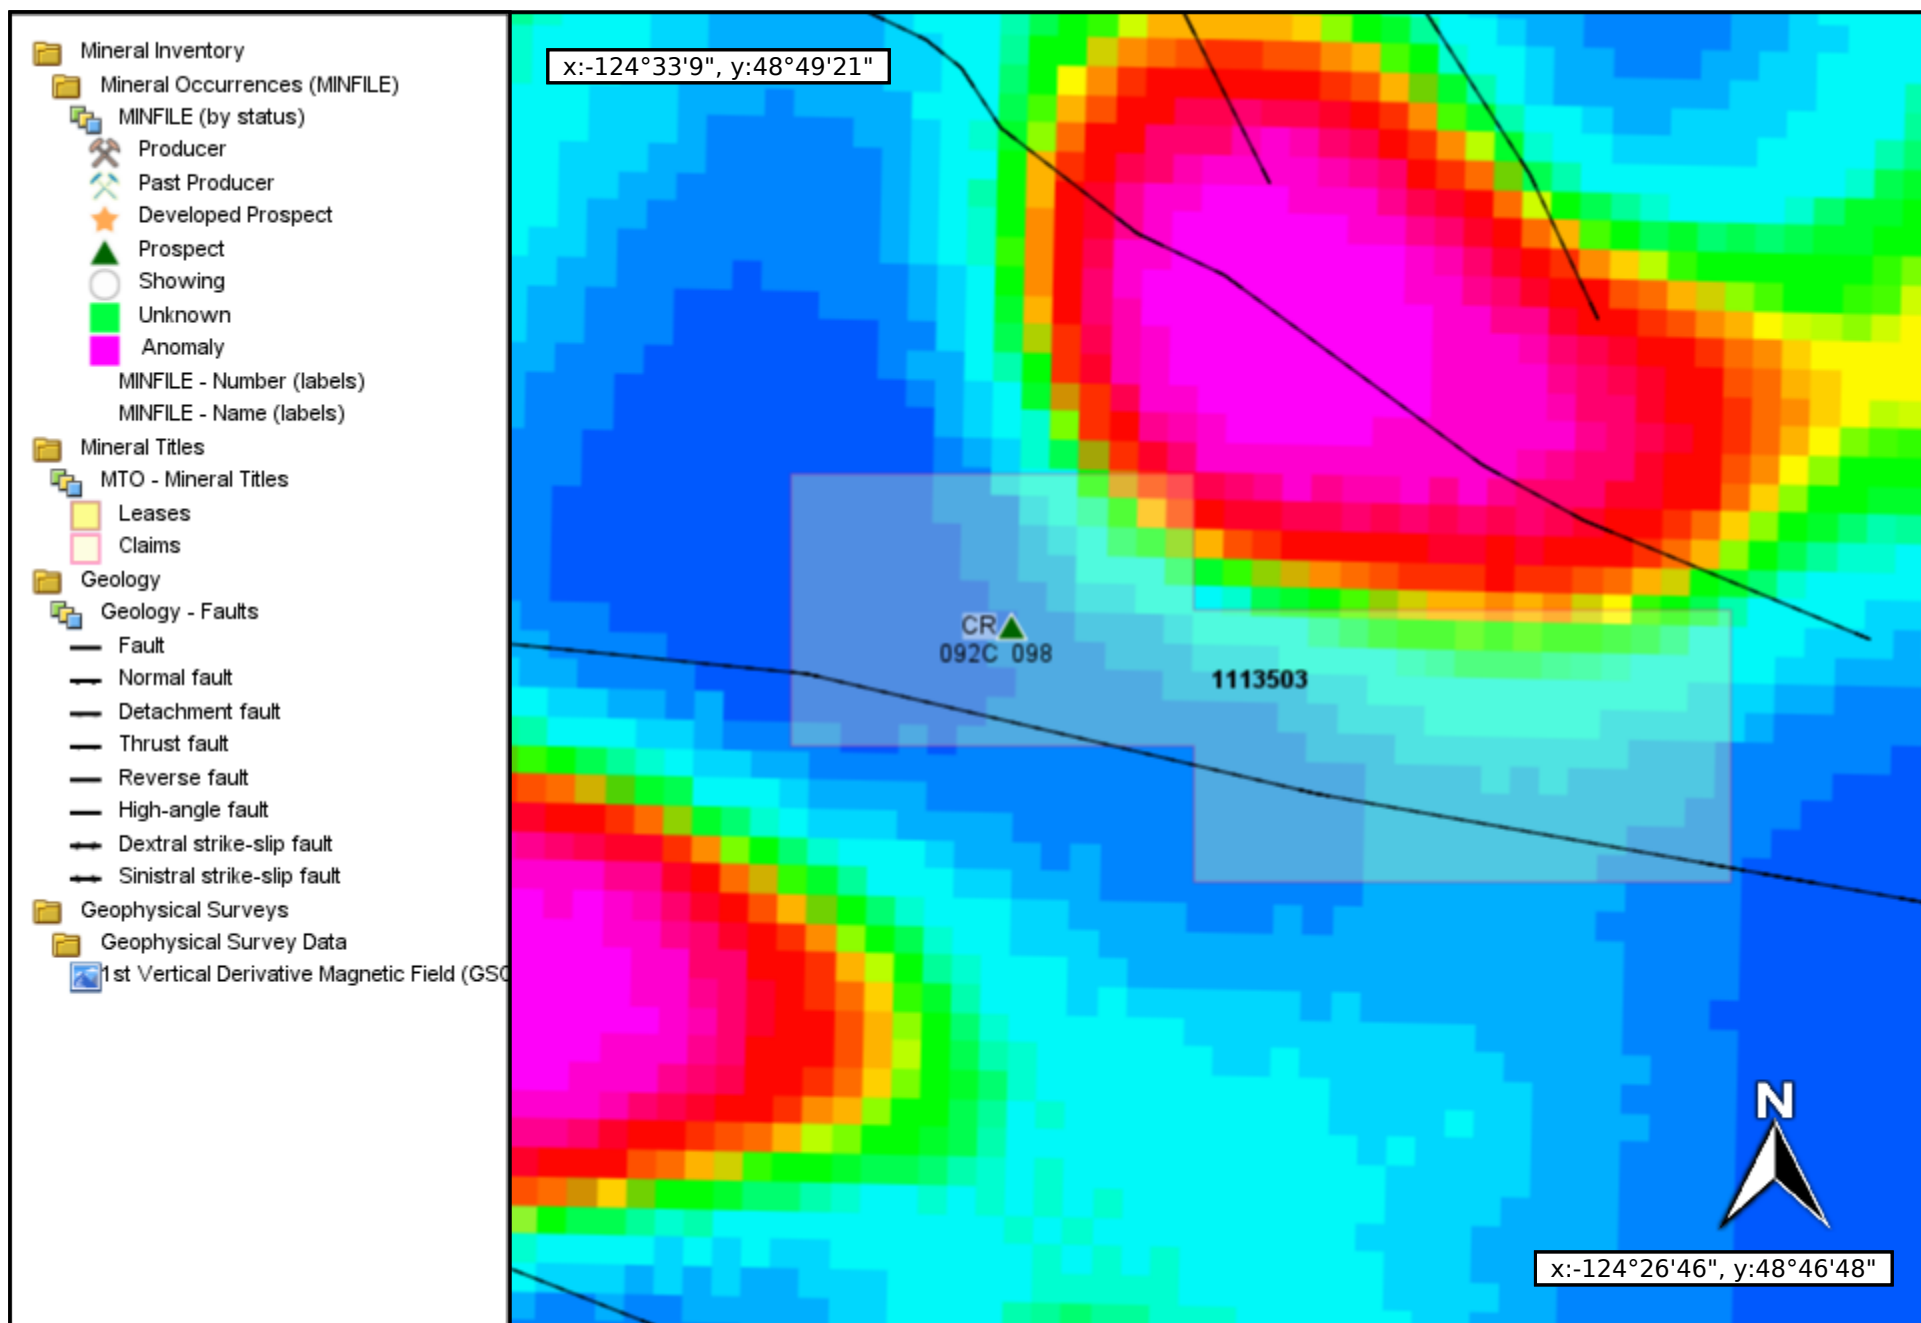 Mineral Inventory
Mineral Occurrences (MINFILE)
MINFILE (by status)
Producer
Past Producer
Developed Prospect
Prospect
Showing
Unknown
Anomaly
MINFILE - Number (labels)
MINFILE - Name (labels)
Mineral Titles
MTO - Mineral Titles
Leases
Claims
Geology
Geology - Faults
Fault
Normal fault
Detachment fault
Thrust fault
Reverse fault
High-angle fault
Dextral strike-slip fault
Sinistral strike-slip fault
Geophysical Surveys
Geophysical Survey Data
1st Vertical Derivative Magnetic Field (GSC
x:-124°33'9", y:48°49'21"
CR
092C 098
1113503
N
x:-124°26'46", y:48°46'48"